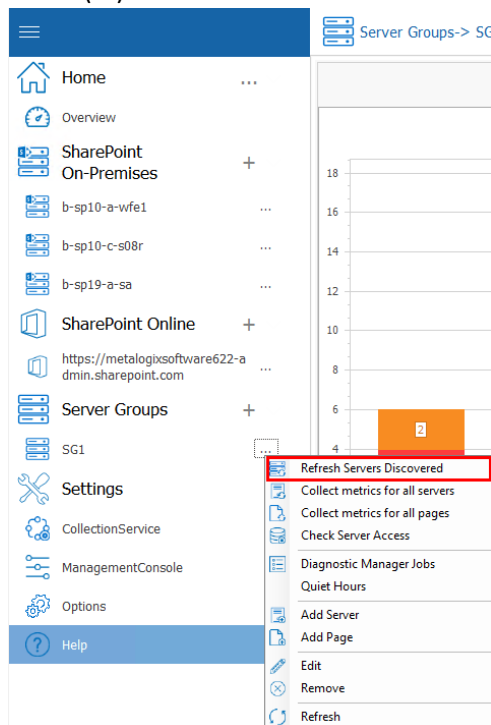 Server Groups-> SG
Home
...
Overview
SharePoint
On-Premises
+
b-sp10-a-wfe1
...
b-sp10-c-s08r
...
b-sp19-a-sa
...
SharePoint Online
+
https://metalogixsoftware622-a
dmin.sharepoint.com
...
Server Groups
+
SG1
...
Settings
CollectionService
ManagementConsole
Options
Help
18
16
14
12
10
8
6
4
2
Refresh Servers Discovered
Collect metrics for all servers
Collect metrics for all pages
Check Server Access
Diagnostic Manager Jobs
Quiet Hours
Add Server
Add Page
Edit
Remove
Refresh